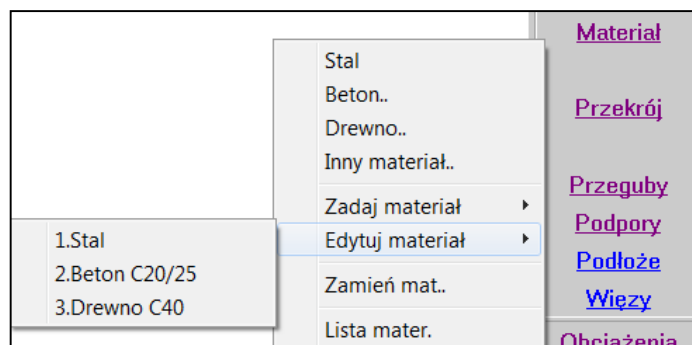 Stal
Beton..
Drewno..
Inny materiał..
Zadaj materiał
Edytuj materiał
Zamień mat..
Lista mater.
1.Stal
2.Beton C20/25
3.Drewno C40
Materiał
Przekrój
Przeguby
Podpory
Podłoże
Więzy
Obciążenia